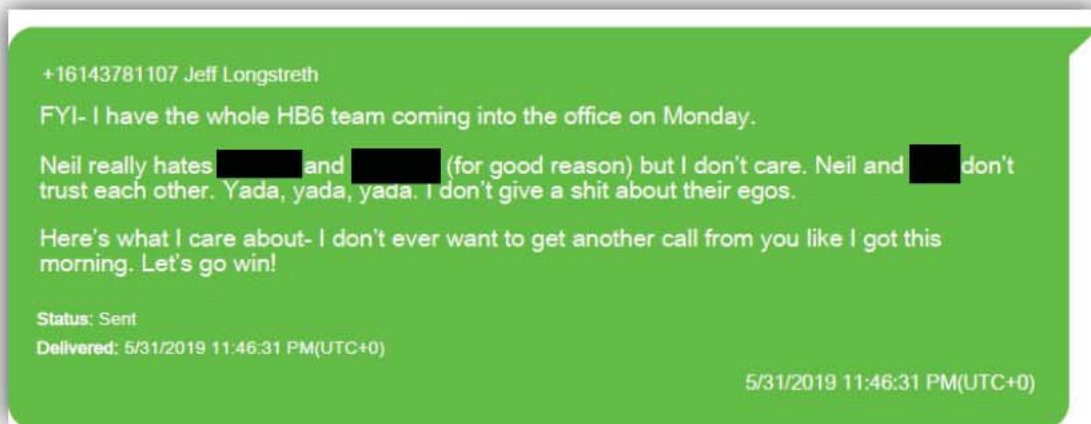 +16143781107 Jeff Longstreth
FYI- I have the whole HB6 team coming into the office on Monday.
Neil really hates and (for good reason) but I don't care. Neil and don't
trust each other. Yada, yada, yada. I don't give a shit about their egos.
Here's what I care about- I don't ever want to get another call from you like I got this
morning. Let's go win!
Status: Sent
Delivered: 5/31/2019 11:46:31 PM(UTC+0)
5/31/2019 11:46:31 PM(UTC+0)